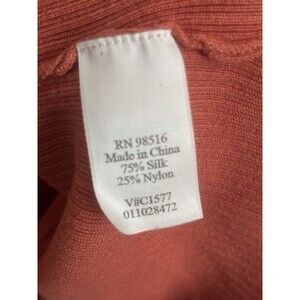 RN 98516
Made in China
75% Silk
25% Nylon
V#C1577
011028472